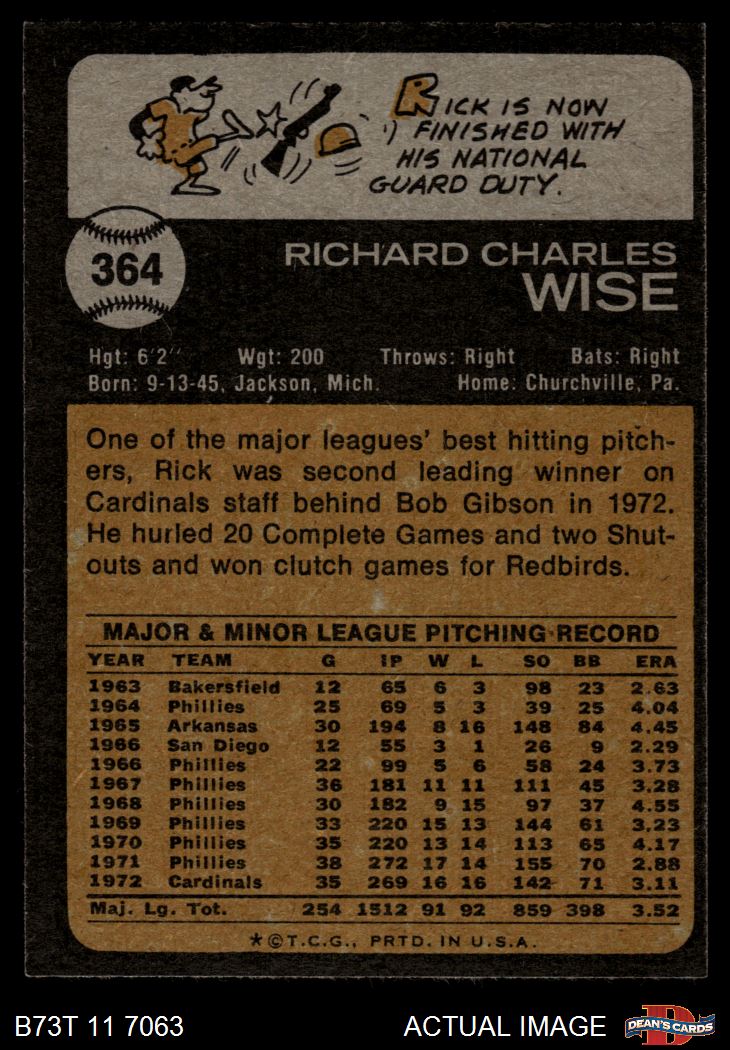 RICK IS NOW
FINISHED WITH
HIS NATIONAL
GUARD DUTY.
364
RICHARD CHARLES
WISE
Hgt: 6'2" Wgt: 200 Throws: Right Bats: Right
Born: 9-13-45, Jackson, Mich. Home: Churchville, Pa.
One of the major leagues' best hitting pitch-
ers, Rick was second leading winner on
Cardinals staff behind Bob Gibson in 1972.
He hurled 20 Complete Games and two Shut-
outs and won clutch games for Redbirds.
MAJOR & MINOR LEAGUE PITCHING RECORD
YEAR TEAM G IP W L SO BB ERA
1963 Bakersfield 12 65 6 3 98 23 2.63
1964 Phillies 25 69 5 3 39 25 4.04
1965 Arkansas 30 194 8 16 148 84 4.45
1966 San Diego 12 55 3 1 26 9 2.29
1966 Phillies 22 99 5 6 58 24 3.73
1967 Phillies 36 181 11 11 111 45 3.28
1968 Phillies 30 182 9 15 97 37 4.55
1969 Phillies 33 220 15 13 144 61 3.23
1970 Phillies 35 220 13 14 113 65 4.17
1971 Phillies 38 272 17 14 155 70 2.88
1972 Cardinals 35 269 16 16 142 71 3.11
Maj. Lg. Tot. 254 1512 91 92 859 398 3.52
*©T.C.G., PRTD. IN U.S.A.
B73T 11 7063 ACTUAL IMAGE DEAN'S CARDS